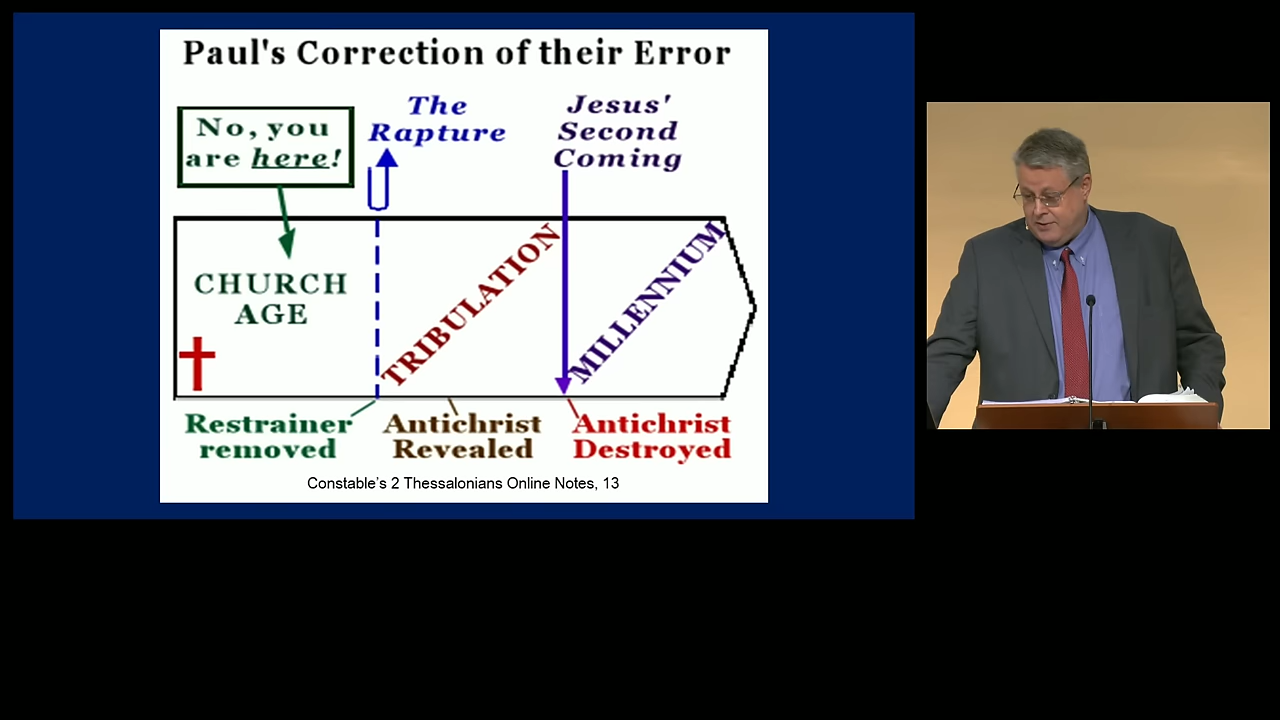 Paul's Correction of their Error
No, you
are here!
The
Rapture
Jesus'
Second
Coming
CHURCH
AGE
TRIBULATION
MILLENNIUM
Restrainer
removed
Antichrist
Revealed
Antichrist
Destroyed
Constable's 2 Thessalonians Online Notes, 13